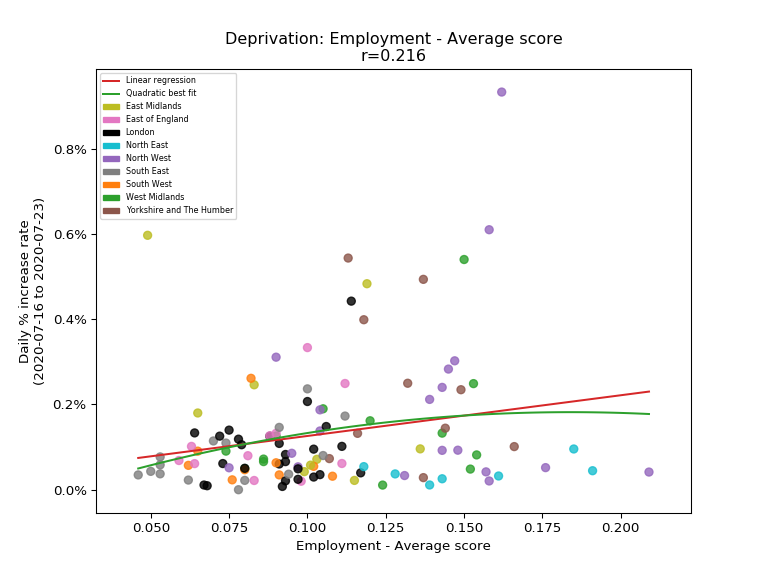 Deprivation: Employment - Average score
r=0.216
Linear regression
Quadratic best fit
East Midlands
East of England
London
North East
North West
South East
South West
West Midlands
Yorkshire and The Humber
0.8%
0.6%
0.4%
0.2%
0.0%
Daily % increase rate
(2020-07-16 to 2020-07-23)
0.050 0.075 0.100 0.125 0.150 0.175 0.200
Employment - Average score